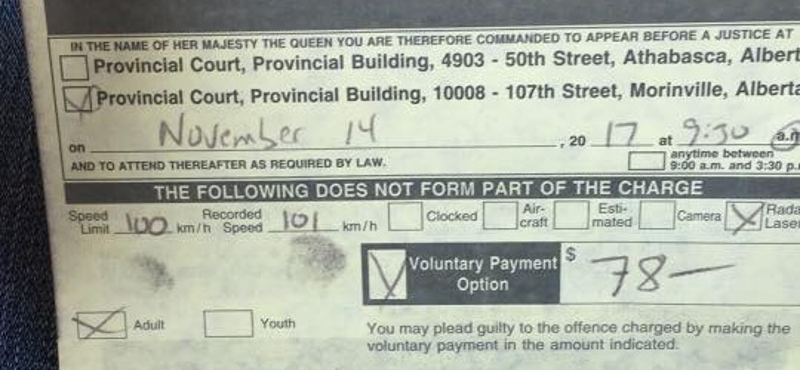 IN THE NAME OF HER MAJESTY THE QUEEN YOU ARE THEREFORE COMMANDED TO APPEAR BEFORE A JUSTICE AT
Provincial Court, Provincial Building, 4903 - 50th Street, Athabasca, Albert
Provincial Court, Provincial Building, 10008 - 107th Street, Morinville, Alberta
on November 14, 20 17 at 9:30 a.m
AND TO ATTEND THEREAFTER AS REQUIRED BY LAW.
anytime between
9:00 a.m. and 3:30 p.
THE FOLLOWING DOES NOT FORM PART OF THE CHARGE
Speed Limit 100 km/h Recorded Speed 101 km/h Clocked Air-craft Esti-mated Camera Rada Laser
Voluntary Payment Option $ 78—
Adult Youth
You may plead guilty to the offence charged by making the
voluntary payment in the amount indicated.